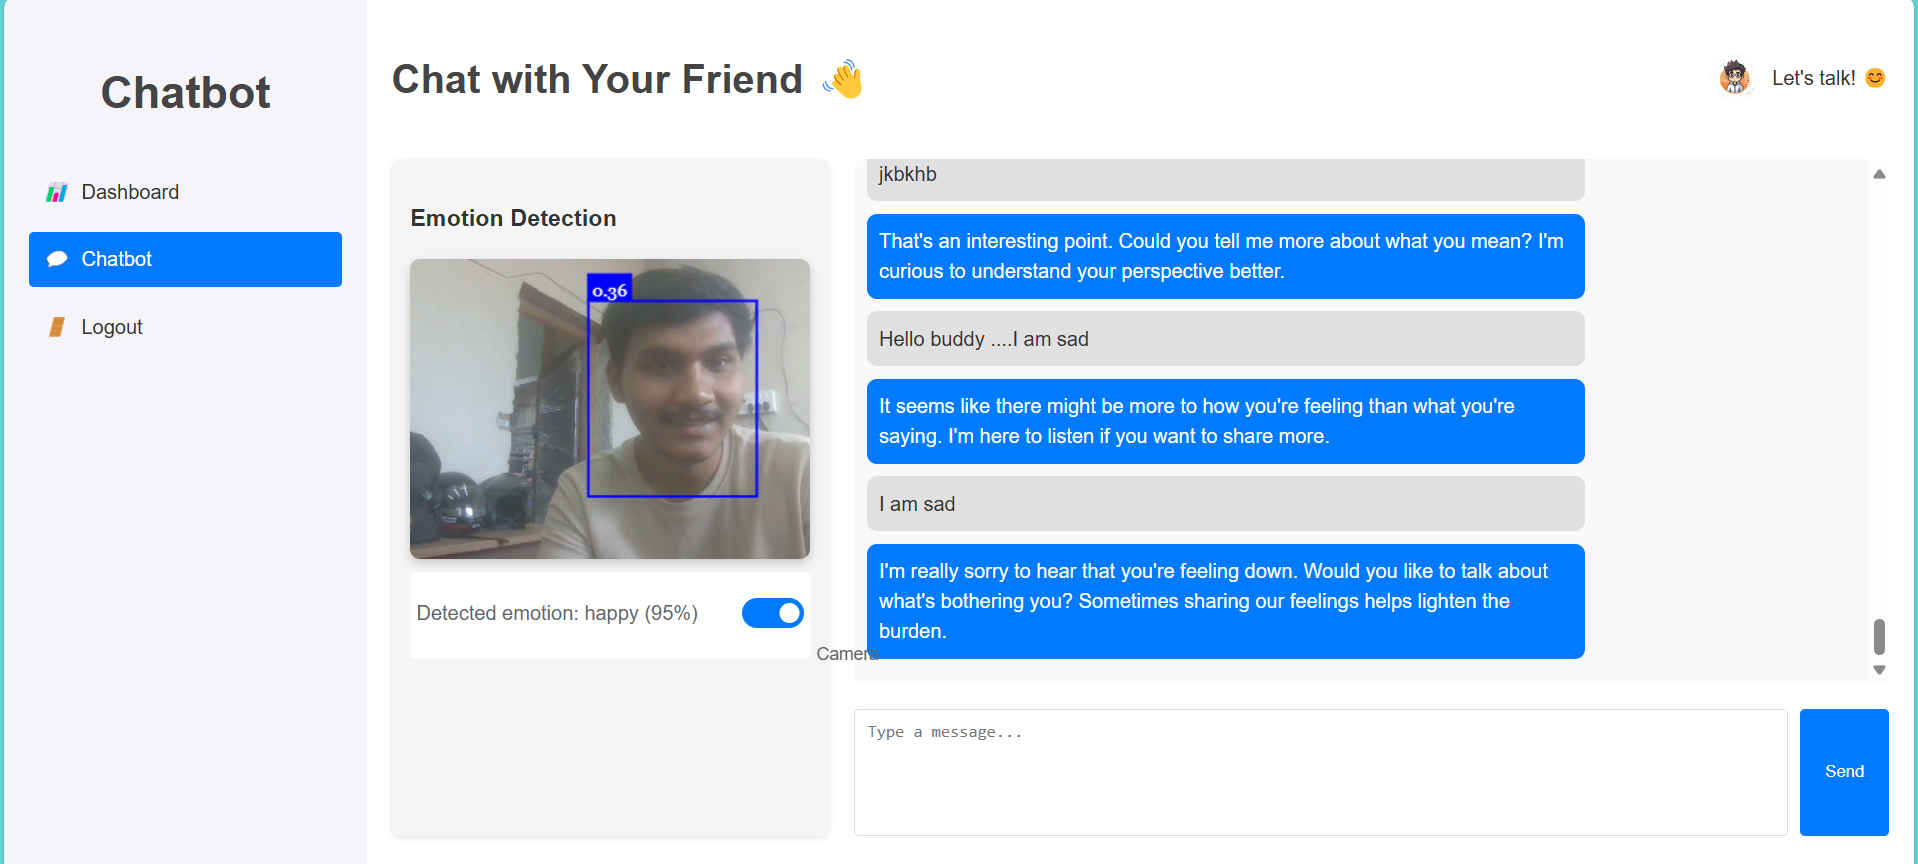 Chatbot
Dashboard
Chatbot
Logout
Chat with Your Friend 👋
Let's talk! 😊
Emotion Detection
0.36
Detected emotion: happy (95%)
Camera
jkbkhb
That's an interesting point. Could you tell me more about what you mean? I'm
curious to understand your perspective better.
Hello buddy ....I am sad
It seems like there might be more to how you're feeling than what you're
saying. I'm here to listen if you want to share more.
I am sad
I'm really sorry to hear that you're feeling down. Would you like to talk about
what's bothering you? Sometimes sharing our feelings helps lighten the
burden.
Type a message...
Send